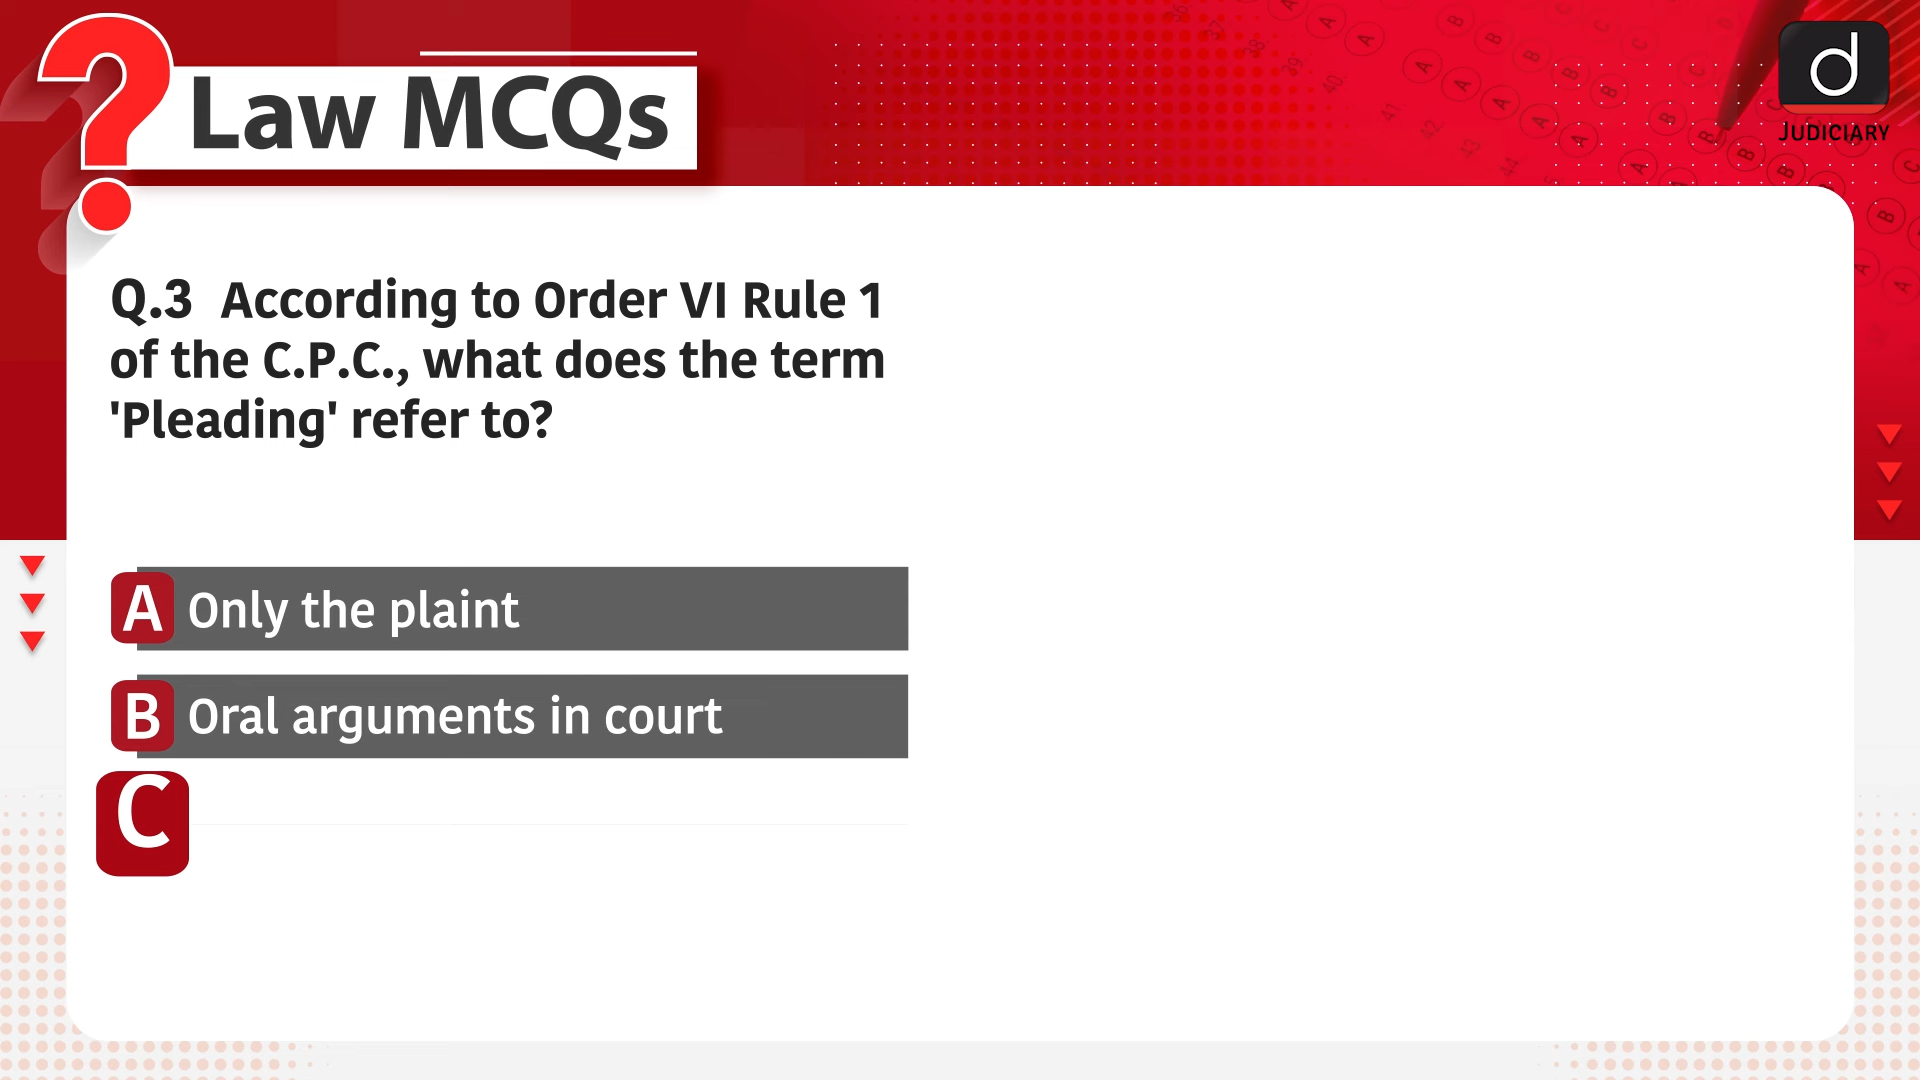 Law MCQs
d
JUDICIARY
Q.3 According to Order VI Rule 1
of the C.P.C., what does the term
'Pleading' refer to?
A Only the plaint
B Oral arguments in court
C